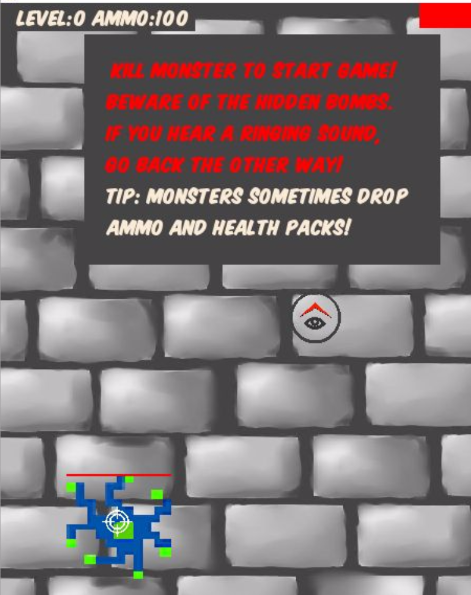 LEVEL:0 AMMO:100
KILL MONSTER TO START GAME!
BEWARE OF THE HIDDEN BOMBS.
IF YOU HEAR A RINGING SOUND,
GO BACK THE OTHER WAY!
TIP: MONSTERS SOMETIMES DROP
AMMO AND HEALTH PACKS!